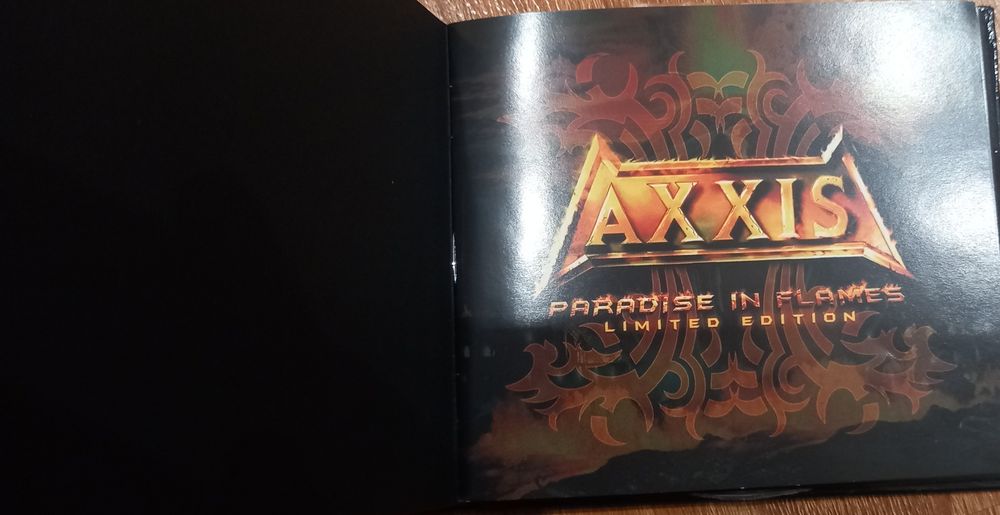 AXXIS
PARADISE IN FLAMES
LIMITED EDITION